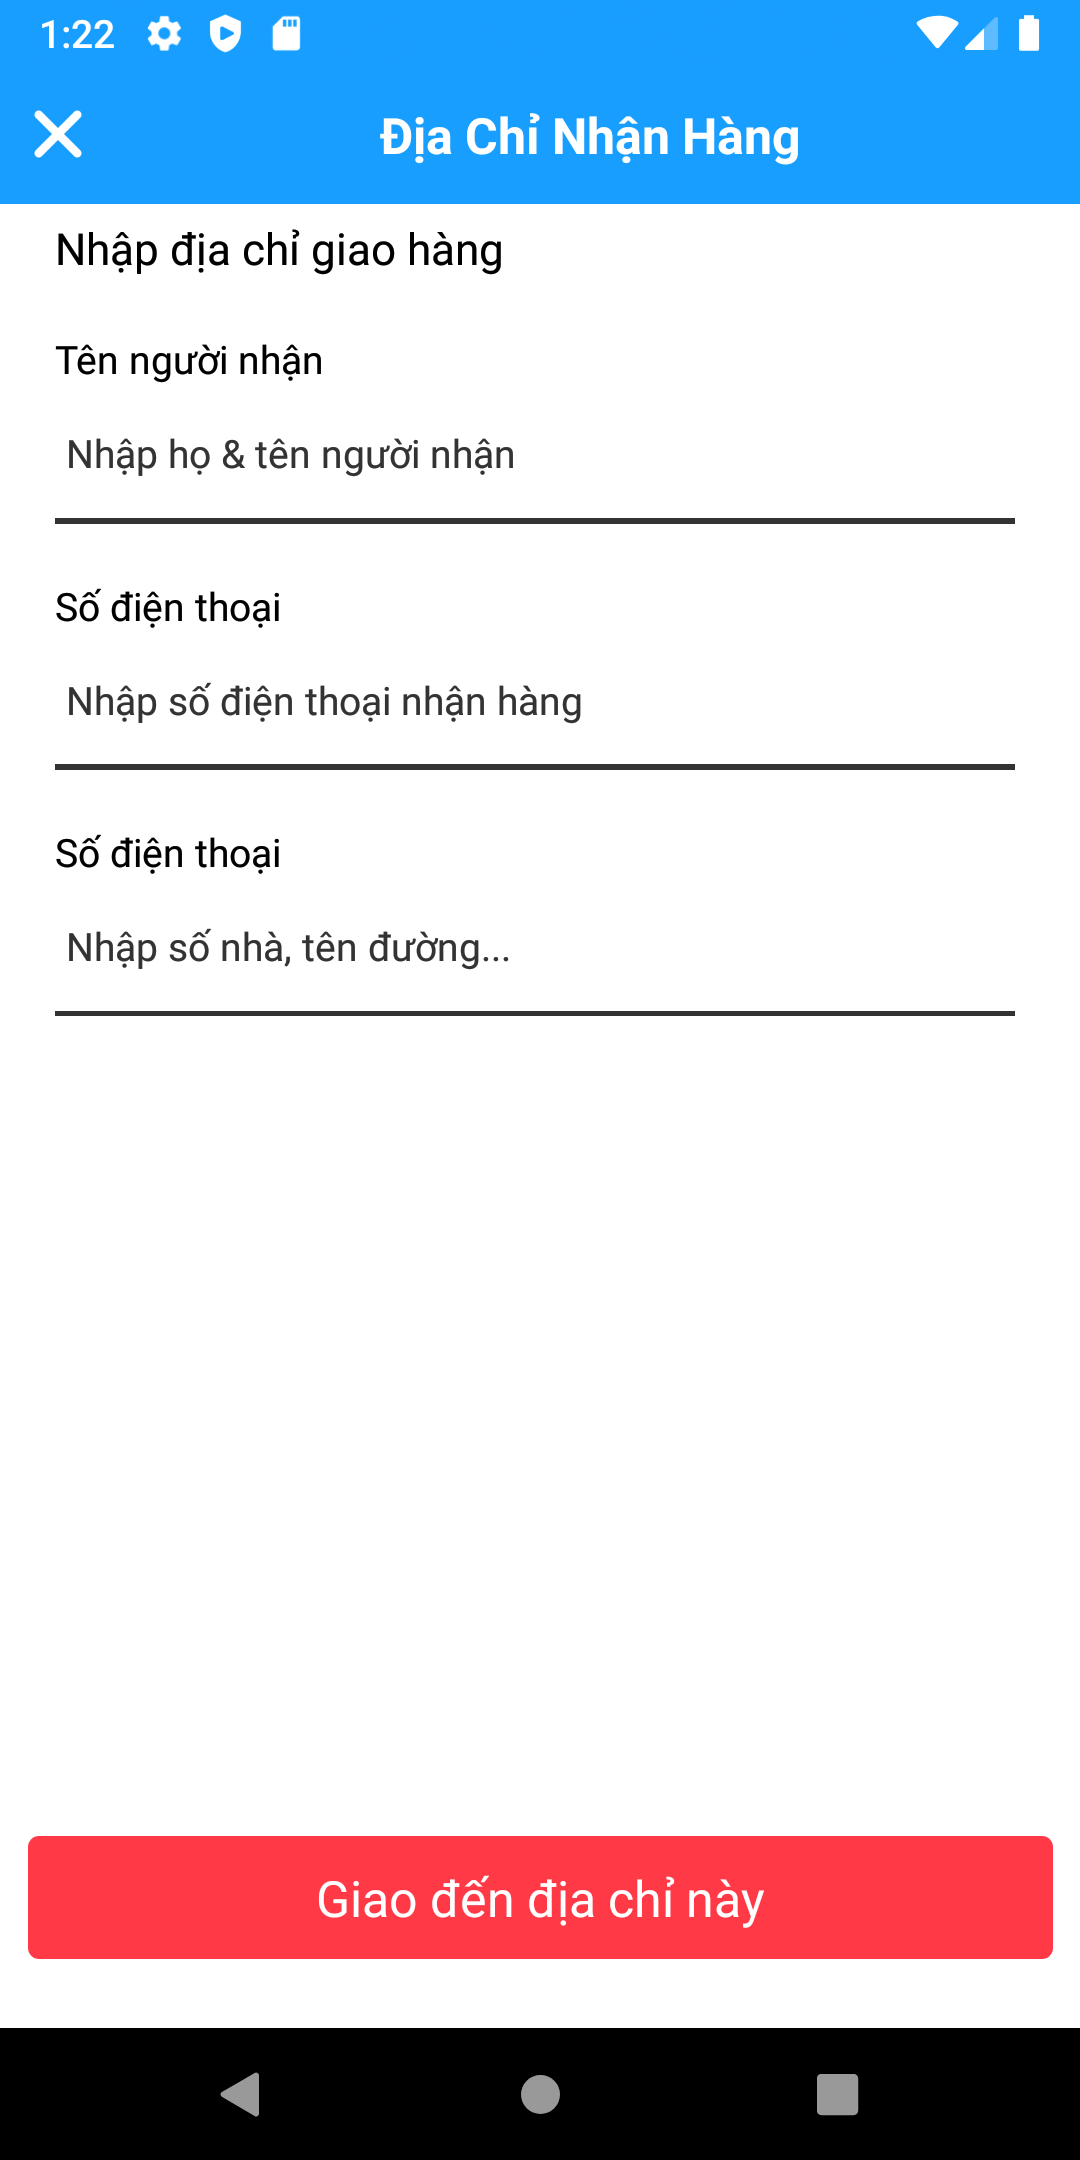 1:22
Địa Chỉ Nhận Hàng
Nhập địa chỉ giao hàng
Tên người nhận
Nhập họ & tên người nhận
Số điện thoại
Nhập số điện thoại nhận hàng
Số điện thoại
Nhập số nhà, tên đường...
Giao đến địa chỉ này